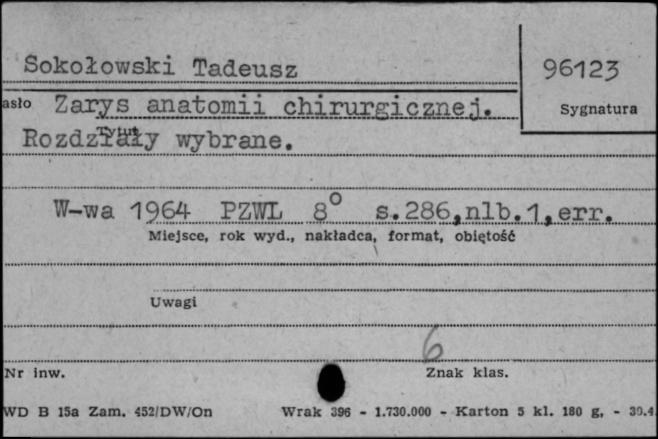 Sokołowski Tadeusz
96123
asło Zarys anatomii chirurgicznej.
Sygnatura
Tytuł
Rozdziały wybrane.
W-wa 1964 PZWL 8° s.286,nlb.1,err.
Miejsce, rok wyd., nakładca, format, objętość
Uwagi
6
Nr inw.
Znak klas.
WD B 15a Zam. 452/DW/On Wrak 396 - 1.730.000 - Karton 5 kl. 180 g. - 30.4